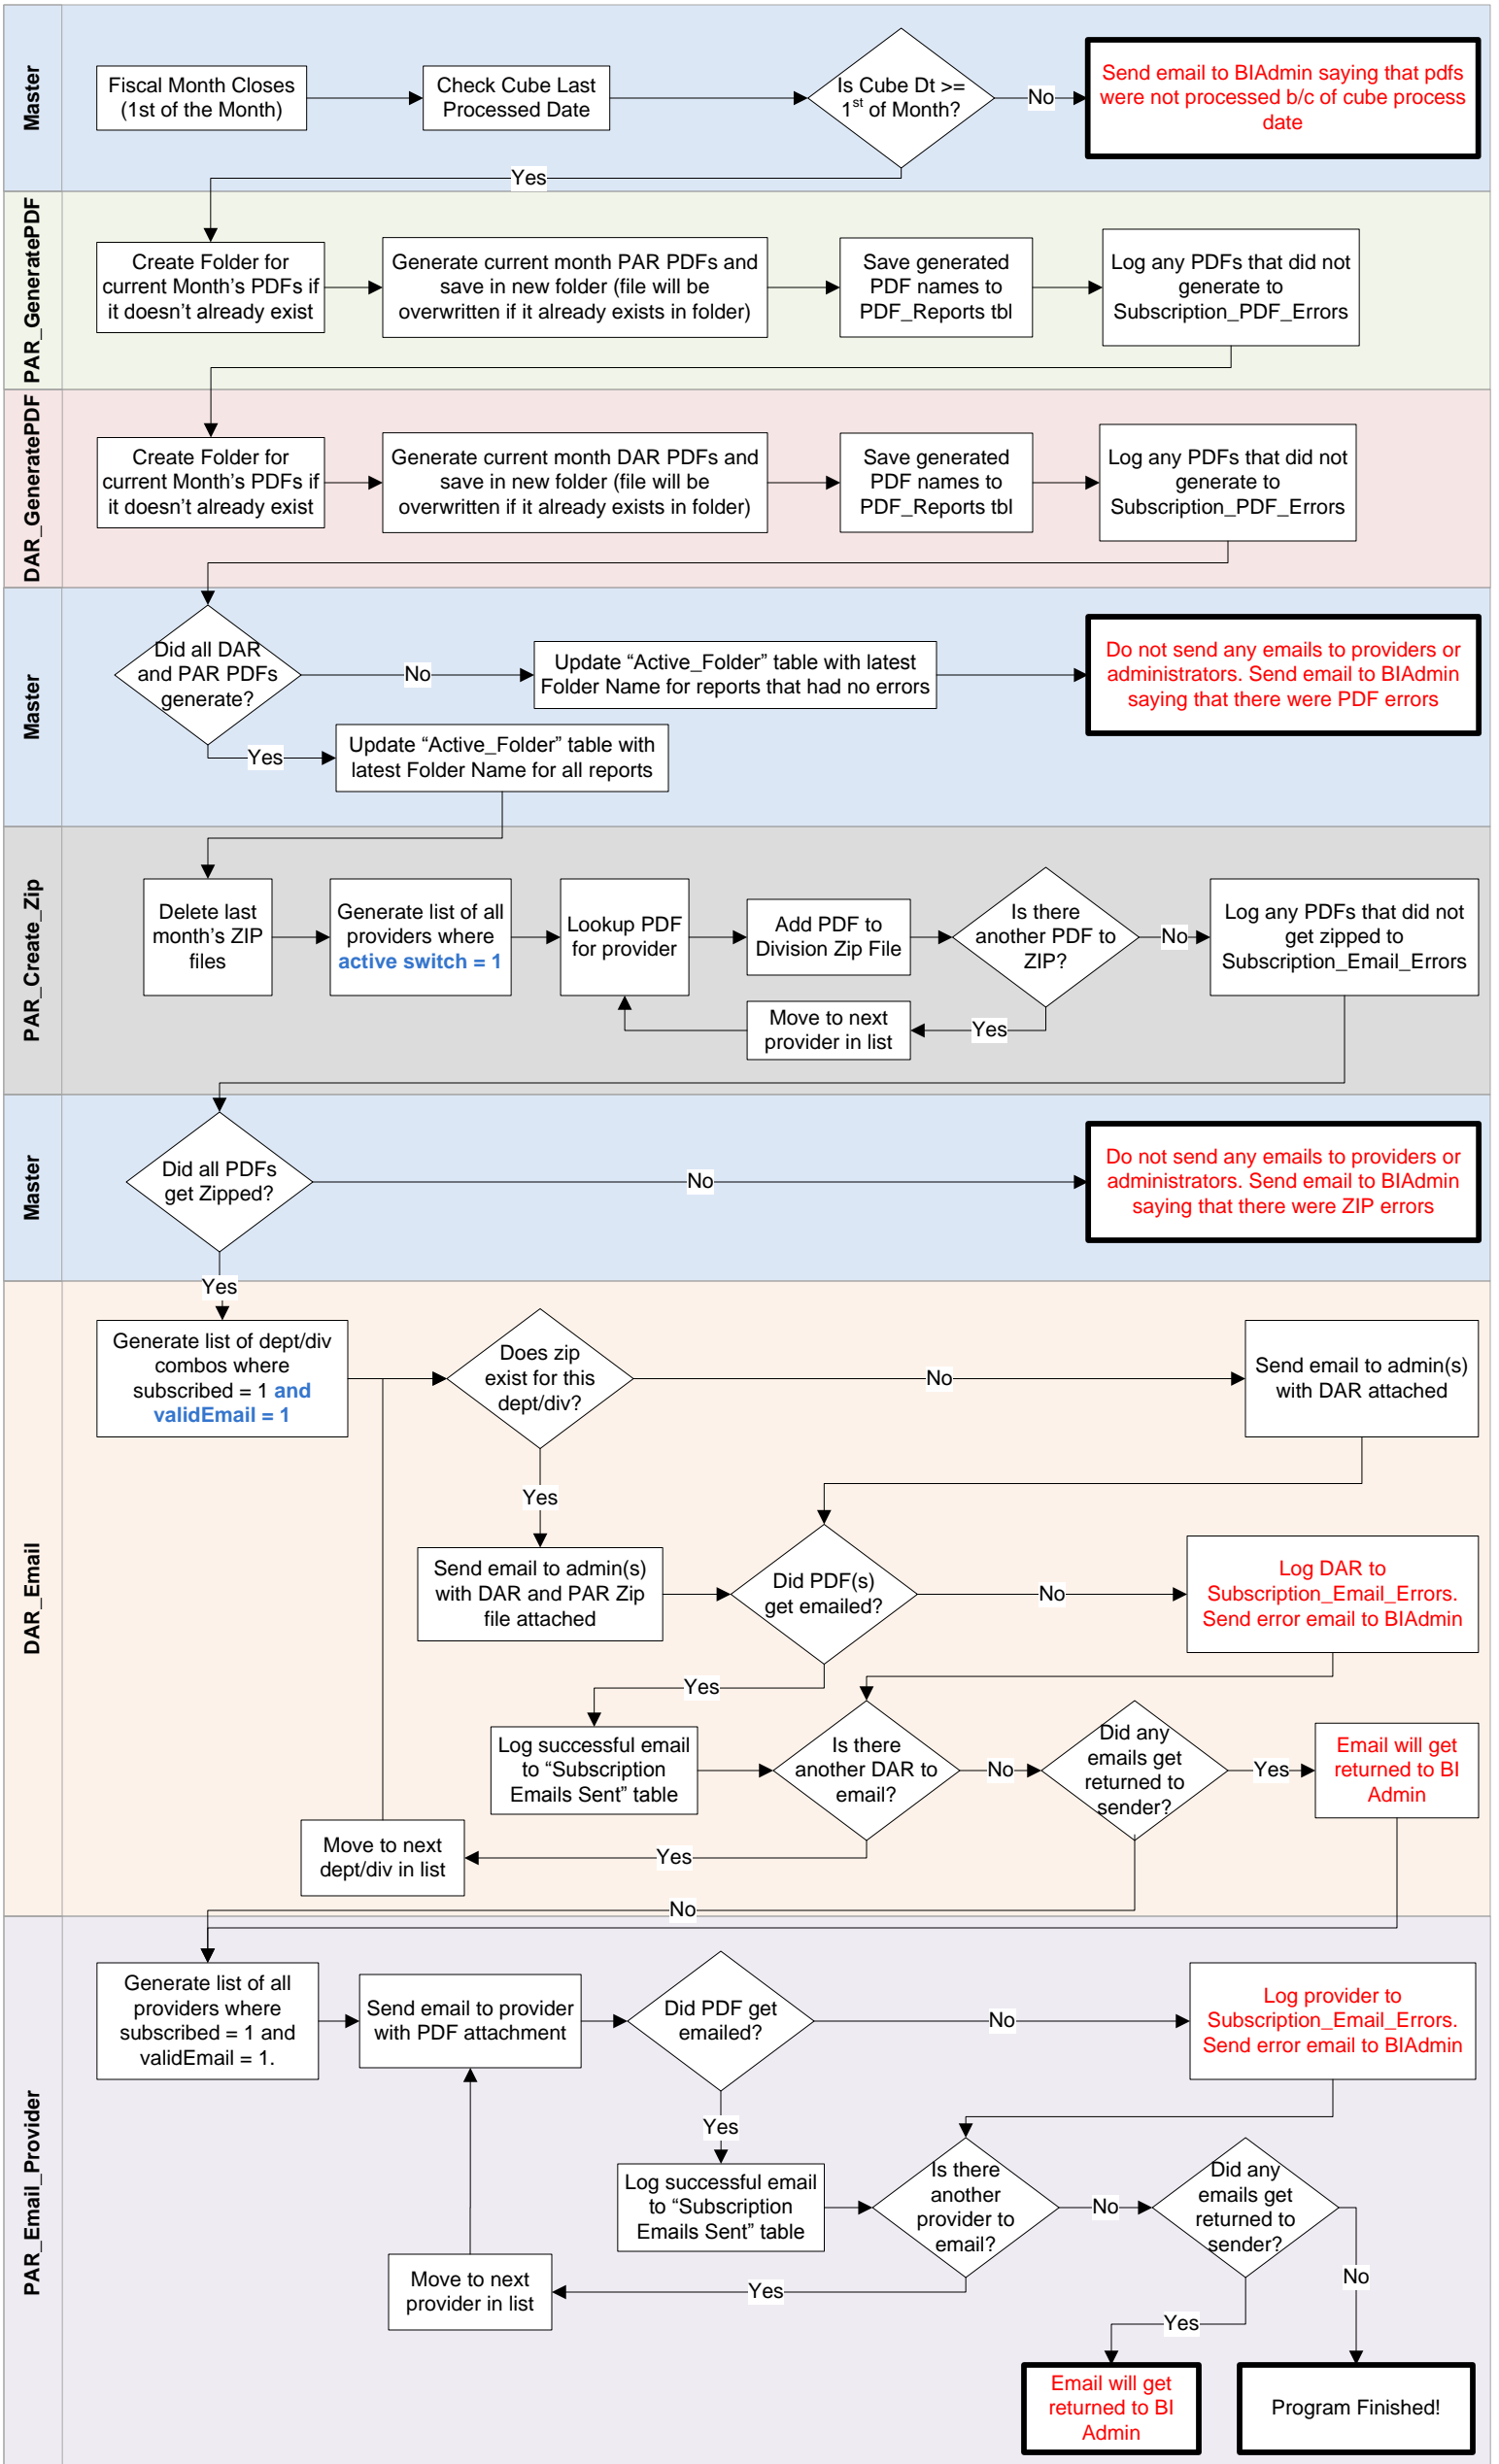 Master
Fiscal Month Closes
(1st of the Month)
Check Cube Last
Processed Date
Is Cube Dt >=
1st of Month?
No
Send email to BIAdmin saying that pdfs
were not processed b/c of cube process
date
Yes
PAR_GeneratePDF
Create Folder for
current Month's PDFs if
it doesn't already exist
Generate current month PAR PDFs and
save in new folder (file will be
overwritten if it already exists in folder)
Save generated
PDF names to
PDF_Reports tbl
Log any PDFs that did not
generate to
Subscription_PDF_Errors
DAR_GeneratePDF
Create Folder for
current Month's PDFs if
it doesn't already exist
Generate current month DAR PDFs and
save in new folder (file will be
overwritten if it already exists in folder)
Save generated
PDF names to
PDF_Reports tbl
Log any PDFs that did not
generate to
Subscription_PDF_Errors
Master
Did all DAR
and PAR PDFs
generate?
No
Update “Active_Folder” table with latest
Folder Name for reports that had no errors
Do not send any emails to providers or
administrators. Send email to BIAdmin
saying that there were PDF errors
Yes
Update “Active_Folder” table with
latest Folder Name for all reports
PAR_Create_Zip
Delete last
month's ZIP
files
Generate list of all
providers where
active switch = 1
Lookup PDF
for provider
Add PDF to
Division Zip File
Is there
another PDF to
ZIP?
No
Log any PDFs that did not
get zipped to
Subscription_Email_Errors
Yes
Move to next
provider in list
Master
Did all PDFs
get Zipped?
No
Do not send any emails to providers or
administrators. Send email to BIAdmin
saying that there were ZIP errors
Yes
DAR_Email
Generate list of dept/div
combos where
subscribed = 1 and
validEmail = 1
Does zip
exist for this
dept/div?
No
Send email to admin(s)
with DAR attached
Yes
Send email to admin(s)
with DAR and PAR Zip
file attached
Did PDF(s)
get emailed?
No
Log DAR to
Subscription_Email_Errors.
Send error email to BIAdmin
Yes
Log successful email
to “Subscription
Emails Sent” table
Is there
another DAR to
email?
No
Did any
emails get
returned to
sender?
Yes
Email will get
returned to BI
Admin
Yes
Move to next
dept/div in list
No
PAR_Email_Provider
Generate list of all
providers where
subscribed = 1 and
validEmail = 1.
Send email to provider
with PDF attachment
Did PDF get
emailed?
No
Log provider to
Subscription_Email_Errors.
Send error email to BIAdmin
Yes
Log successful email
to “Subscription
Emails Sent” table
Is there
another
provider to
email?
No
Did any
emails get
returned to
sender?
Yes
Move to next
provider in list
No
Yes
Email will get
returned to BI
Admin
Program Finished!